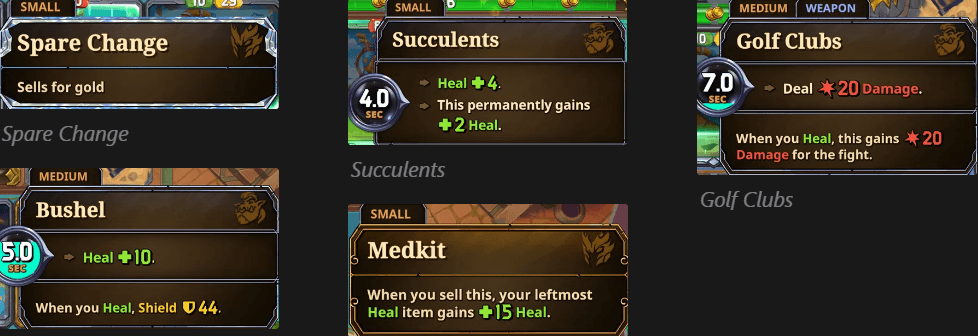 SMALL
Spare Change
Sells for gold
Spare Change
MEDIUM
Bushel
5.0
SEC
Heal 10.
When you Heal, Shield 44.
SMALL
Succulents
4.0
SEC
Heal 4.
This permanently gains
2 Heal.
Succulents
SMALL
Medkit
When you sell this, your leftmost
Heal item gains 15 Heal.
MEDIUM WEAPON
Golf Clubs
7.0
SEC
Deal 20 Damage.
When you Heal, this gains 20
Damage for the fight.
Golf Clubs